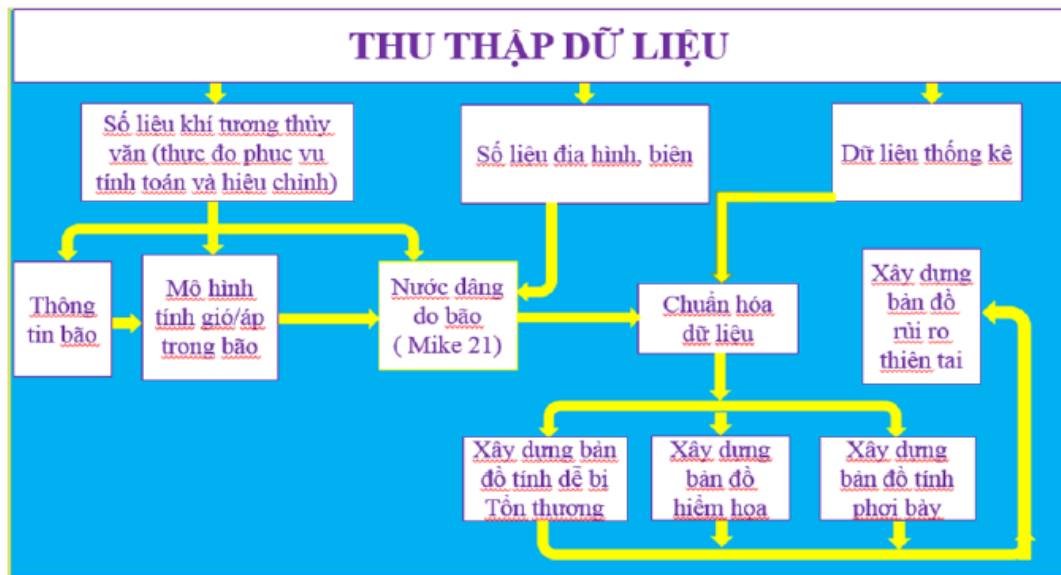 THU THẬP DỮ LIỆU
Số liệu khí tượng thủy
văn (thực đo phục vụ
tính toán và hiệu chỉnh)
Số liệu địa hình, biên
Dữ liệu thống kê
Thông
tin bão
Mô hình
tính gió/áp
trong bão
Nước dâng
do bão
( Mike 21)
Chuẩn hóa
dữ liệu
Xây dựng
bản đồ
rủi ro
thiên tai
Xây dựng bản
đồ tính dễ bị
Tổn thương
Xây dựng
bản đồ
hiểm họa
Xây dựng
bản đồ tính
phơi bày